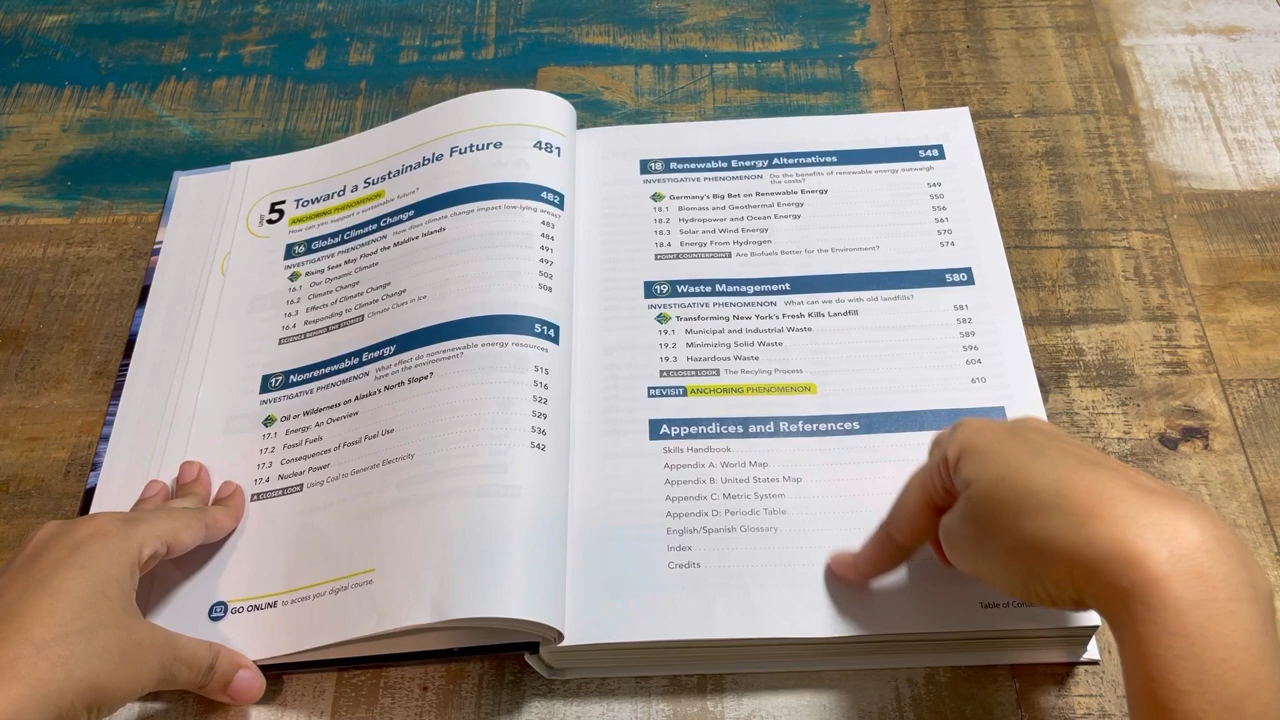 UNIT 5 Toward a Sustainable Future 481
ANCHORING PHENOMENON
How can you support a sustainable future?
16 Global Climate Change 482
INVESTIGATIVE PHENOMENON How does climate change impact low-lying areas?
Rising Seas May Flood the Maldive Islands 483
16.1 Our Dynamic Climate 484
16.2 Climate Change 491
16.3 Effects of Climate Change 497
16.4 Responding to Climate Change 502
SCIENCE BEHIND THE STORIES Climate Clues in Ice 508
17 Nonrenewable Energy 514
INVESTIGATIVE PHENOMENON What effect do nonrenewable energy resources
have on the environment?
Oil or Wilderness on Alaska's North Slope? 515
17.1 Energy: An Overview 516
17.2 Fossil Fuels 522
17.3 Consequences of Fossil Fuel Use 529
17.4 Nuclear Power 536
A CLOSER LOOK Using Coal to Generate Electricity 542
GO ONLINE to access your digital course.
18 Renewable Energy Alternatives 548
INVESTIGATIVE PHENOMENON Do the benefits of renewable energy outweigh
the costs?
Germany's Big Bet on Renewable Energy 549
18.1 Biomass and Geothermal Energy 550
18.2 Hydropower and Ocean Energy 556
18.3 Solar and Wind Energy 561
18.4 Energy From Hydrogen 570
POINT COUNTERPOINT Are Biofuels Better for the Environment? 574
19 Waste Management 580
INVESTIGATIVE PHENOMENON What can we do with old landfills?
Transforming New York's Fresh Kills Landfill 581
19.1 Municipal and Industrial Waste 582
19.2 Minimizing Solid Waste 589
19.3 Hazardous Waste 596
A CLOSER LOOK The Recyling Process 604
REVISIT ANCHORING PHENOMENON 610
Appendices and References
Skills Handbook
Appendix A: World Map
Appendix B: United States Map
Appendix C: Metric System
Appendix D: Periodic Table
English/Spanish Glossary
Index
Credits
Table of